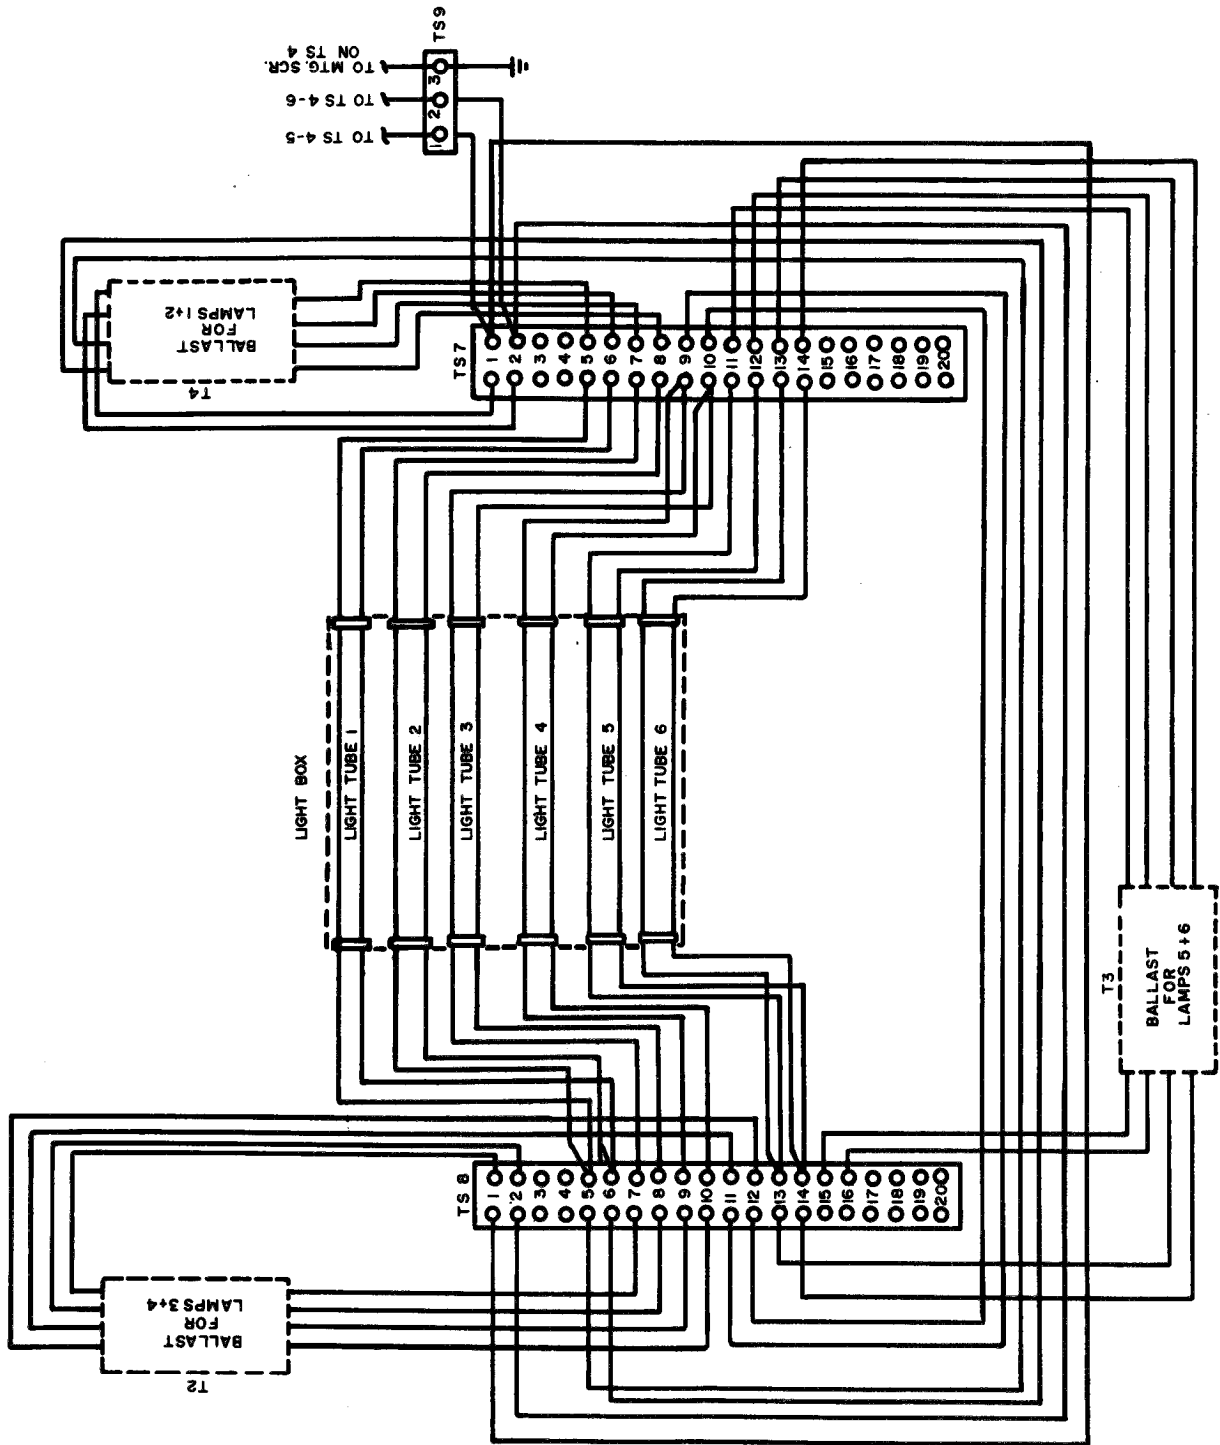 TS9
TO MTG. SCR.
ON TS 4
TO TS 4-6
TO TS 4-5
3
2
1
BALLAST
FOR
LAMPS 1+2
T4
TS 7
1
2
3
4
5
6
7
8
9
10
11
12
13
14
15
16
17
18
19
20
LIGHT BOX
LIGHT TUBE 1
LIGHT TUBE 2
LIGHT TUBE 3
LIGHT TUBE 4
LIGHT TUBE 5
LIGHT TUBE 6
T3
BALLAST
FOR
LAMPS 5+6
TS 8
1
2
3
4
5
6
7
8
9
10
11
12
13
14
15
16
17
18
19
20
BALLAST
FOR
LAMPS 3+4
T2